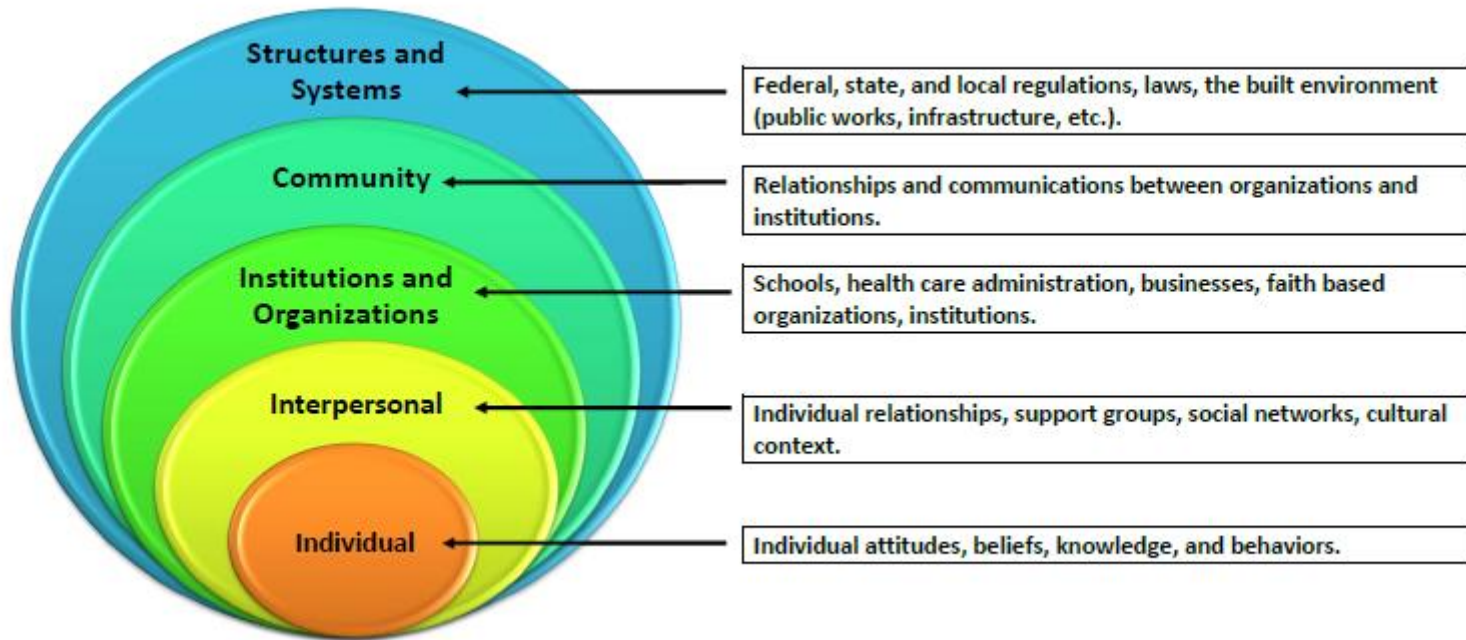 Structures and
Systems
Federal, state, and local regulations, laws, the built environment
(public works, infrastructure, etc.).
Community
Relationships and communications between organizations and
institutions.
Institutions and
Organizations
Schools, health care administration, businesses, faith based
organizations, institutions.
Interpersonal
Individual relationships, support groups, social networks, cultural
context.
Individual
Individual attitudes, beliefs, knowledge, and behaviors.